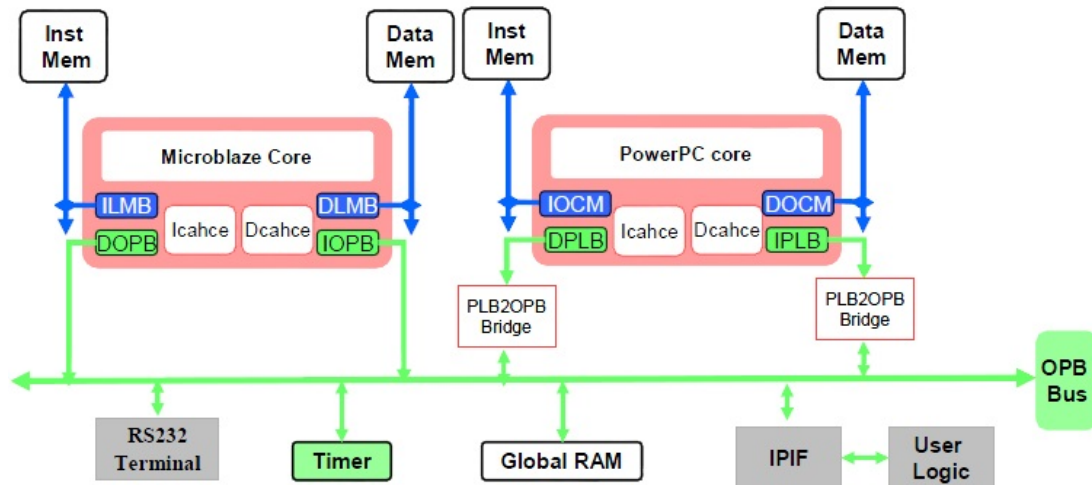 Inst
Mem
Data
Mem
Inst
Mem
Data
Mem
Microblaze Core
PowerPC core
ILMB
DLMB
IOCM
DOCM
DOPB
Icahce
Dcahce
IOPB
DPLB
Icahce
Dcahce
IPLB
PLB2OPB
Bridge
PLB2OPB
Bridge
OPB
Bus
RS232
Terminal
Timer
Global RAM
IPIF
User
Logic